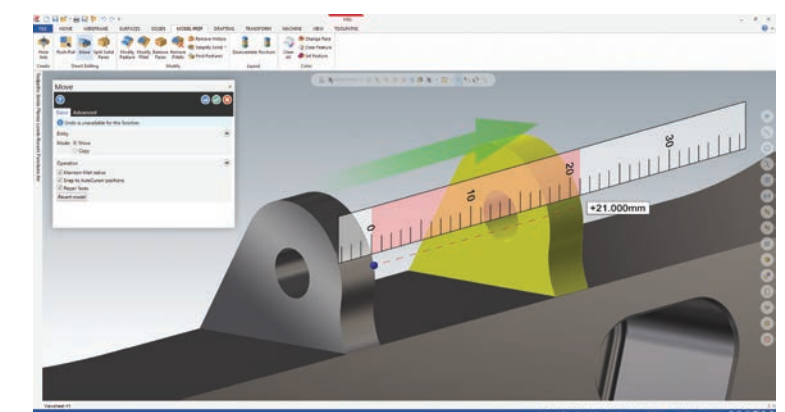 FILE HOME WIREFRAME SURFACES SOLIDS MODEL PREP DRAFTING TRANSFORM MACHINE VIEW TOOLPATHS
Hole Axis
Push-Pull
Move
Split Solid Faces
Modify Feature
Modify Fillet
Remove Faces
Remove Fillets
Remove History
Simplify Solid
Find Features
Disassemble
Clear All
Change Face
Clear Feature
Set Feature
Create Direct Editing Modify Layout Color
Move
Basic Advanced
Undo is unavailable for this function.
Entity
Mode: Move
Copy
Operation
Maintain fillet radius
Snap to AutoCursor positions
Repair faces
Revert model
0 10 20 30
+21.000mm